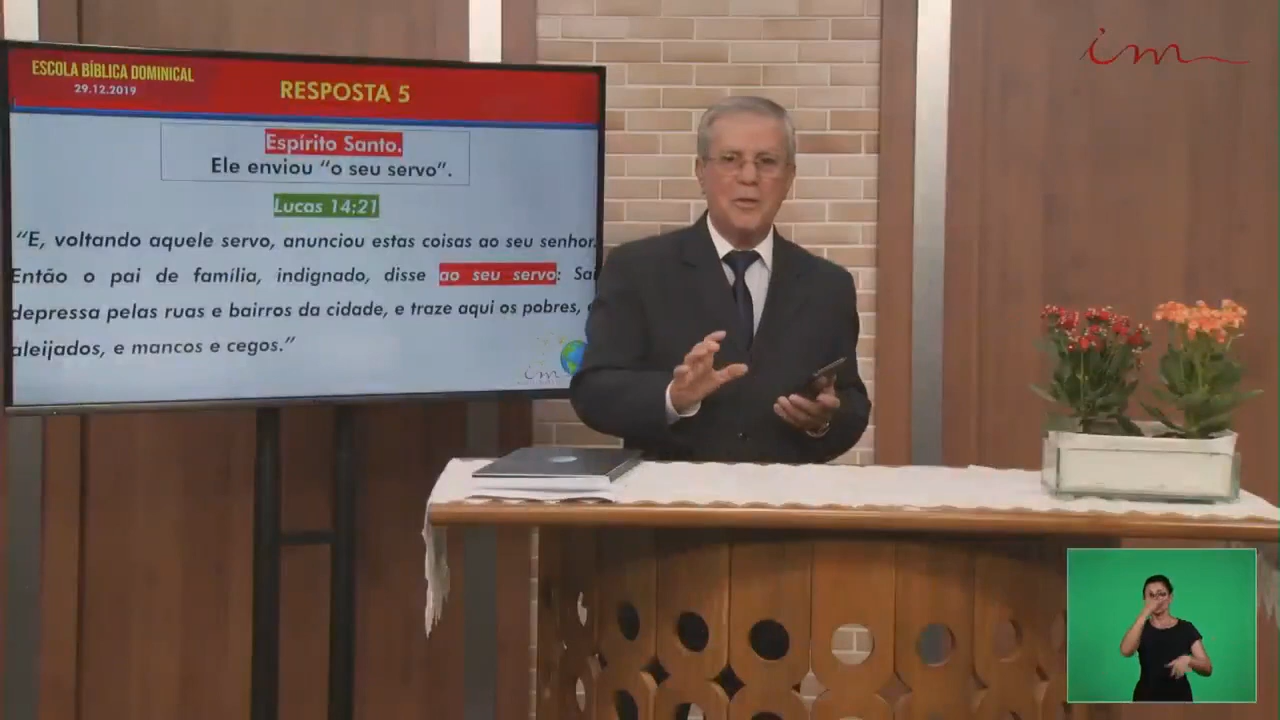 ESCOLA BÍBLICA DOMINICAL
29.12.2019
RESPOSTA 5
Espírito Santo.
Ele enviou “o seu servo”.
Lucas 14;21
“E, voltando aquele servo, anunciou estas coisas ao seu senhor.
Então o pai de família, indignado, disse ao seu servo: Sai
depressa pelas ruas e bairros da cidade, e traze aqui os pobres,
aleijados, e mancos e cegos.”
im
im